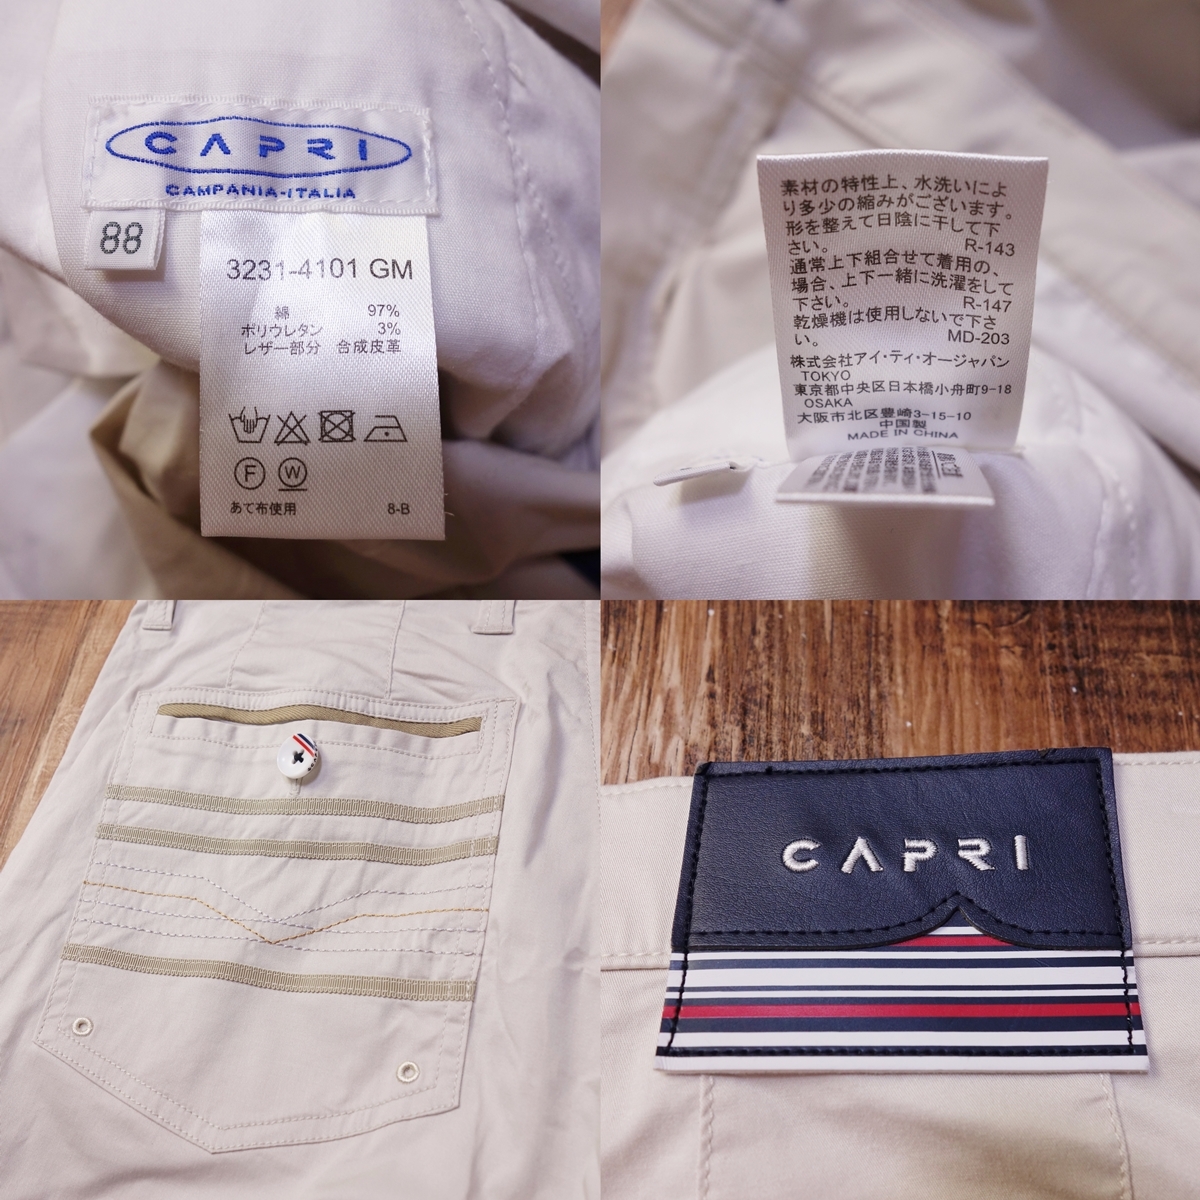 CAPRI
CAMPANIA-ITALIA
88
3231-4101 GM
綿 97%
ポリウレタン 3%
レザー部分 合成皮革
F W
あて布使用 8-B
素材の特性上、水洗いによ
り多少の縮みがございます。
形を整えて日陰に干して下
さい。 R-143
通常上下組合せて着用の、
場合、上下一緒に洗濯をして
下さい。 R-147
乾燥機は使用しないで下さ
い。 MD-203
株式会社アイ・ティ・オージャパン
TOKYO
東京都中央区日本橋小舟町9-18
OSAKA
大阪市北区豊崎3-15-10
中国製
MADE IN CHINA
CAPRI